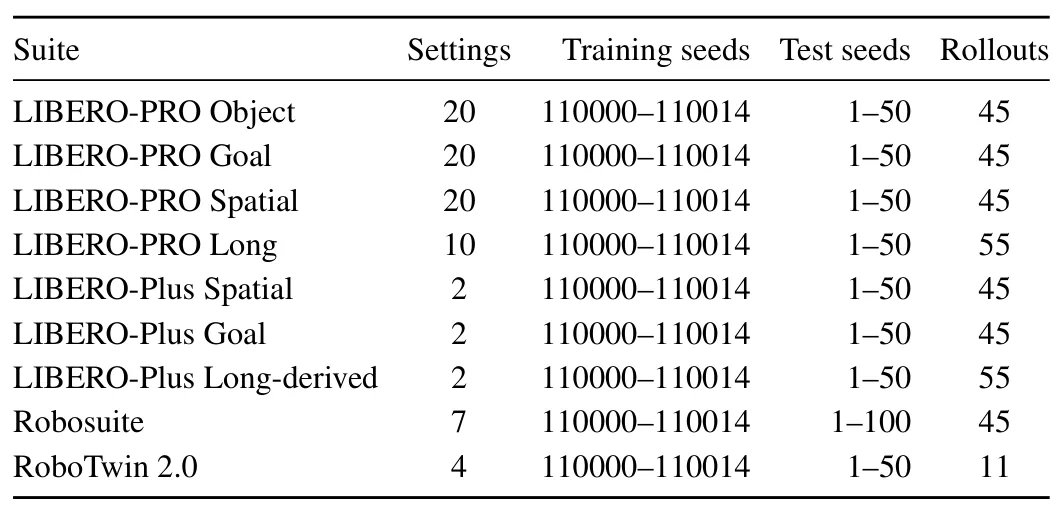 Suite Settings Training seeds Test seeds Rollouts
LIBERO-PRO Object 20 110000–110014 1–50 45
LIBERO-PRO Goal 20 110000–110014 1–50 45
LIBERO-PRO Spatial 20 110000–110014 1–50 45
LIBERO-PRO Long 10 110000–110014 1–50 55
LIBERO-Plus Spatial 2 110000–110014 1–50 45
LIBERO-Plus Goal 2 110000–110014 1–50 45
LIBERO-Plus Long-derived 2 110000–110014 1–50 55
Robosuite 7 110000–110014 1–100 45
RoboTwin 2.0 4 110000–110014 1–50 11